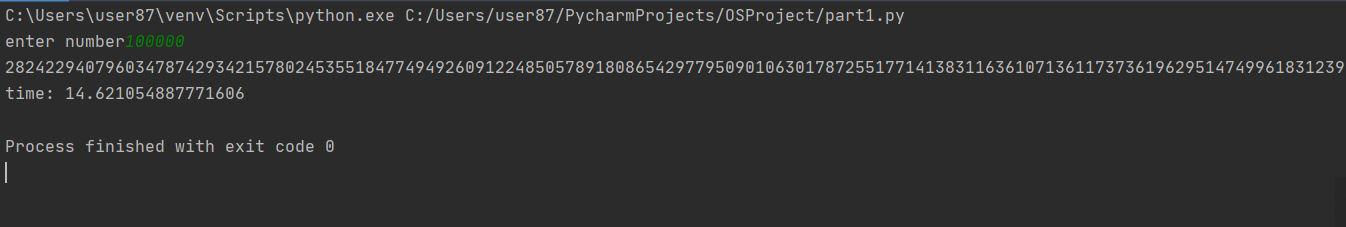 C:\Users\user87\venv\Scripts\python.exe C:/Users/user87/PycharmProjects/OSProject/part1.py
enter number100000
282422940796034787429342157802453551847749492609122485057891808654297795090106301787255177141383116361071361173736196295147499618312391
time: 14.621054887771606
Process finished with exit code 0